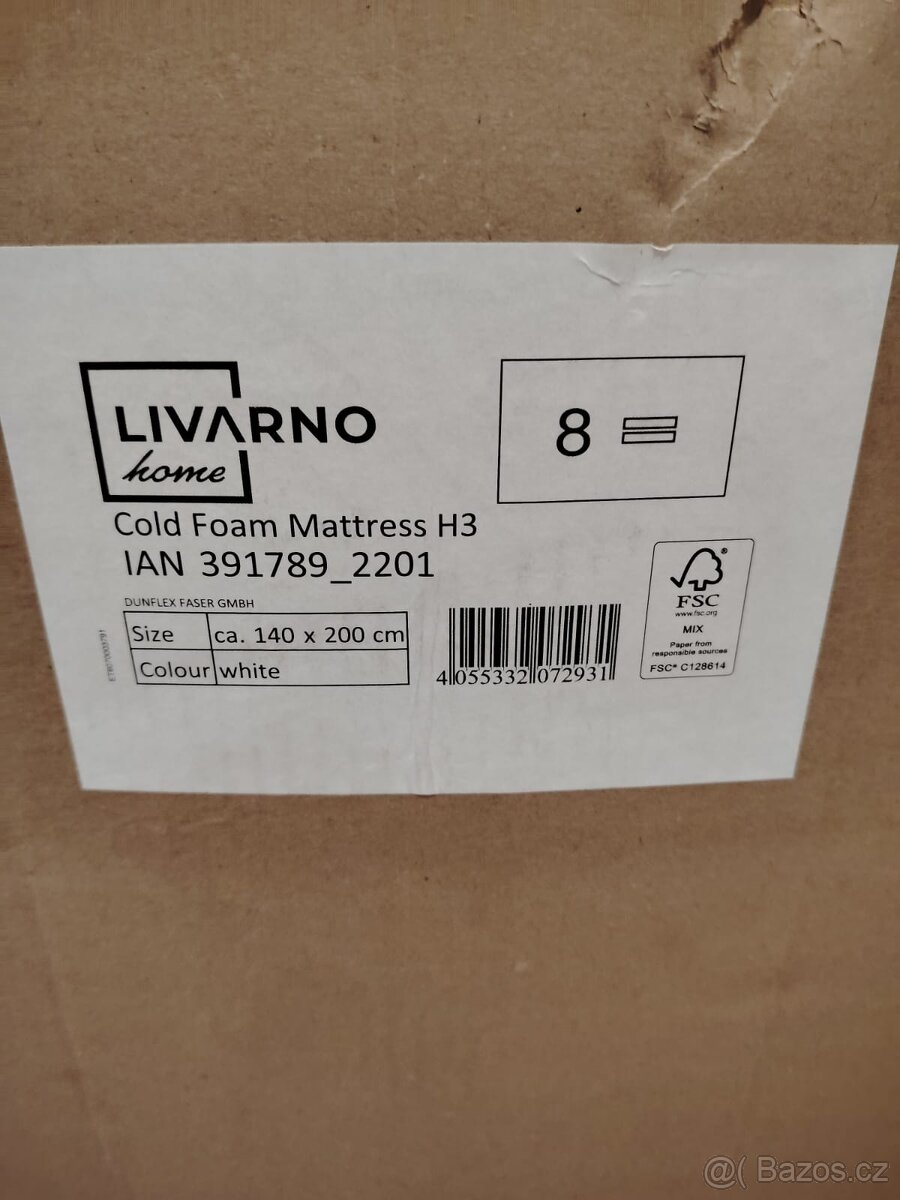 LIVARNO
home
8
Cold Foam Mattress H3
IAN 391789_2201
DUNFLEX FASER GMBH
Size ca. 140 x 200 cm
Colour white
4 055332 072931
FSC®
www.fsc.org
MIX
Paper from
responsible sources
FSC® C128614
@( Bazos.cz